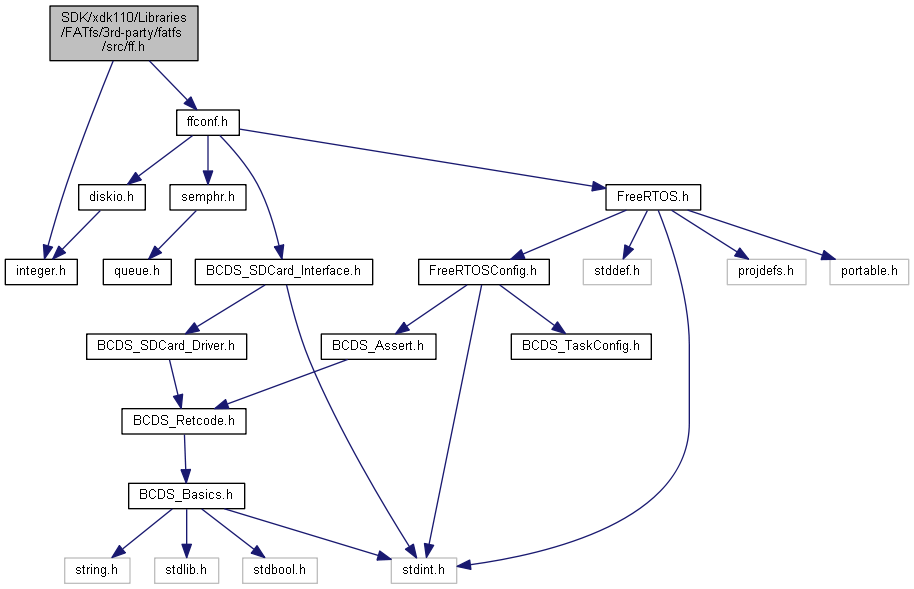 SDK/xdk110/Libraries
/FATfs/3rd-party/fatfs
/src/ff.h
ffconf.h
diskio.h
semphr.h
FreeRTOS.h
integer.h
queue.h
BCDS_SDCard_Interface.h
FreeRTOSConfig.h
stddef.h
projdefs.h
portable.h
BCDS_SDCard_Driver.h
BCDS_Assert.h
BCDS_TaskConfig.h
BCDS_Retcode.h
BCDS_Basics.h
string.h
stdlib.h
stdbool.h
stdint.h